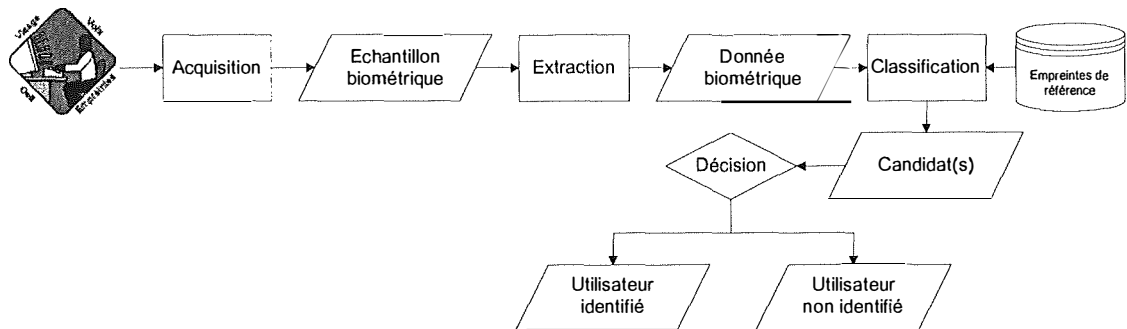 Visage
Voix
Oeil
Empreintes
Acquisition
Echantillon
biométrique
Extraction
Donnée
biométrique
Classification
Empreintes de
référence
Décision
Candidat(s)
Utilisateur
identifié
Utilisateur
non identifié